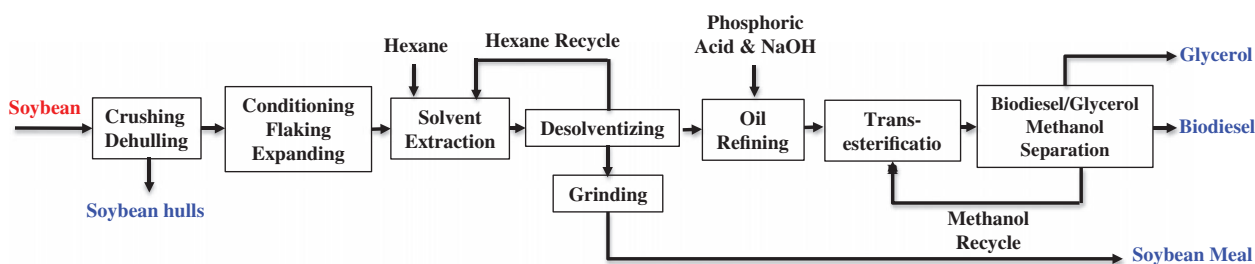 Phosphoric
Acid & NaOH
Hexane
Hexane Recycle
Glycerol
Soybean
Crushing
Dehulling
Conditioning
Flaking
Expanding
Solvent
Extraction
Desolventizing
Oil
Refining
Trans-
esterificatio
n
Biodiesel/Glycerol
Methanol
Separation
Biodiesel
Grinding
Soybean hulls
Methanol
Recycle
Soybean Meal